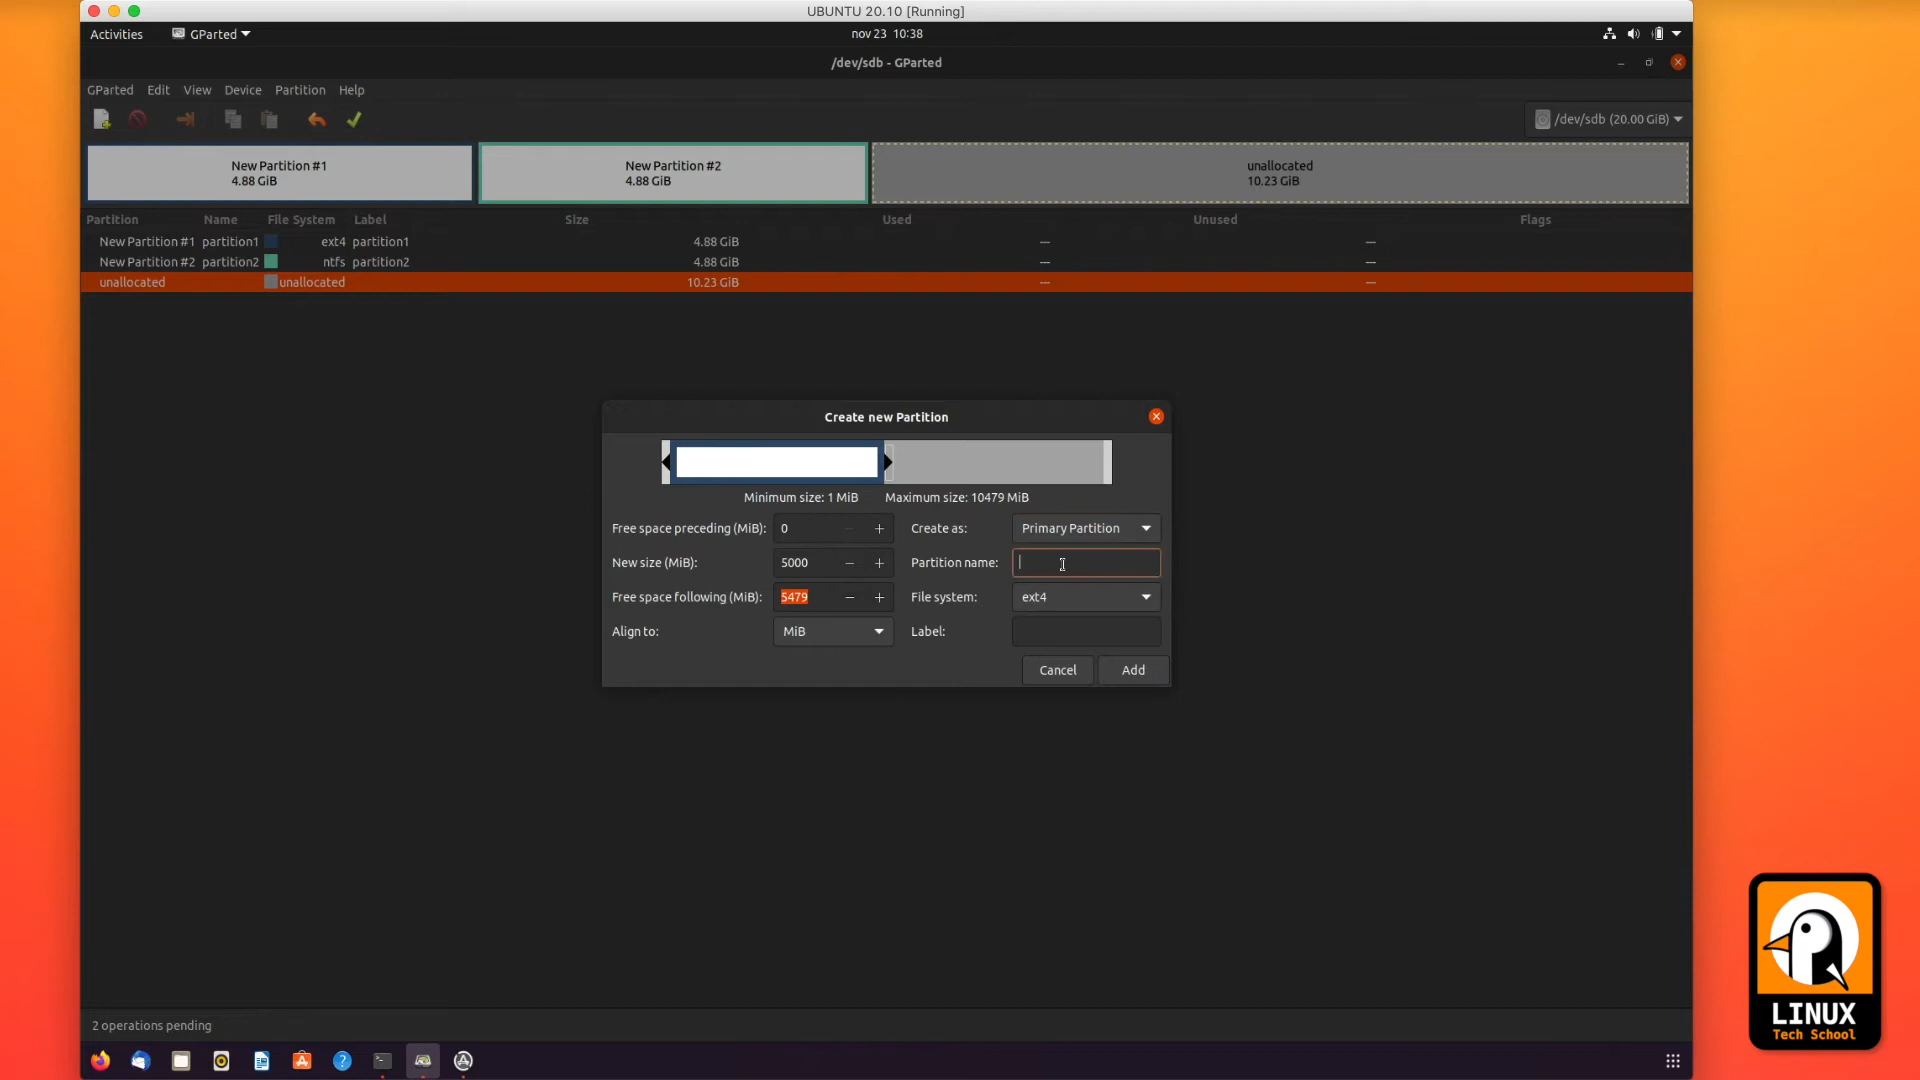 UBUNTU 20.10 [Running]
Activities GParted nov 23 10:38
/dev/sdb - GParted
GParted Edit View Device Partition Help
/dev/sdb (20.00 GiB)
New Partition #1
4.88 GiB
New Partition #2
4.88 GiB
unallocated
10.23 GiB
Partition Name File System Label Size Used Unused Flags
New Partition #1 partition1 ext4 partition1 4.88 GiB --- ---
New Partition #2 partition2 ntfs partition2 4.88 GiB --- ---
unallocated unallocated 10.23 GiB --- ---
Create new Partition
Minimum size: 1 MiB Maximum size: 10479 MiB
Free space preceding (MiB): 0 Create as: Primary Partition
New size (MiB): 5000 Partition name:
Free space following (MiB): 5479 File system: ext4
Align to: MiB Label:
Cancel Add
2 operations pending
LINUX
Tech School